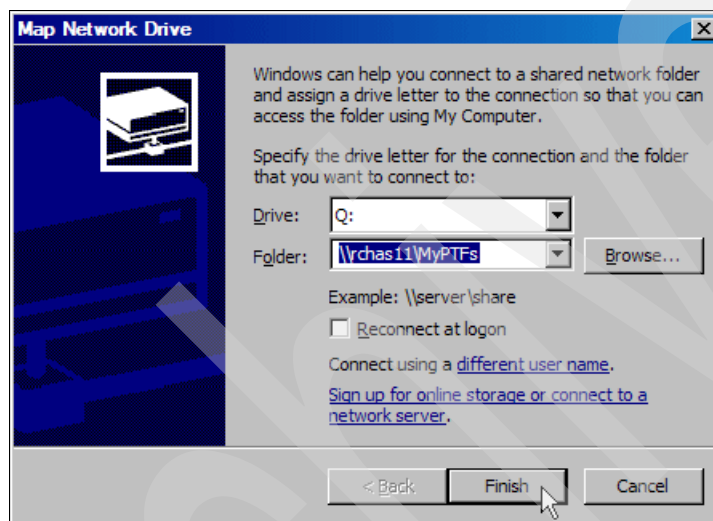 Map Network Drive
Windows can help you connect to a shared network folder
and assign a drive letter to the connection so that you can
access the folder using My Computer.
Specify the drive letter for the connection and the folder
that you want to connect to:
Drive: Q:
Folder: \\rchas11\MyPTFs Browse...
Example: \\server\share
Reconnect at logon
Connect using a different user name.
Sign up for online storage or connect to a
network server.
< Back Finish Cancel